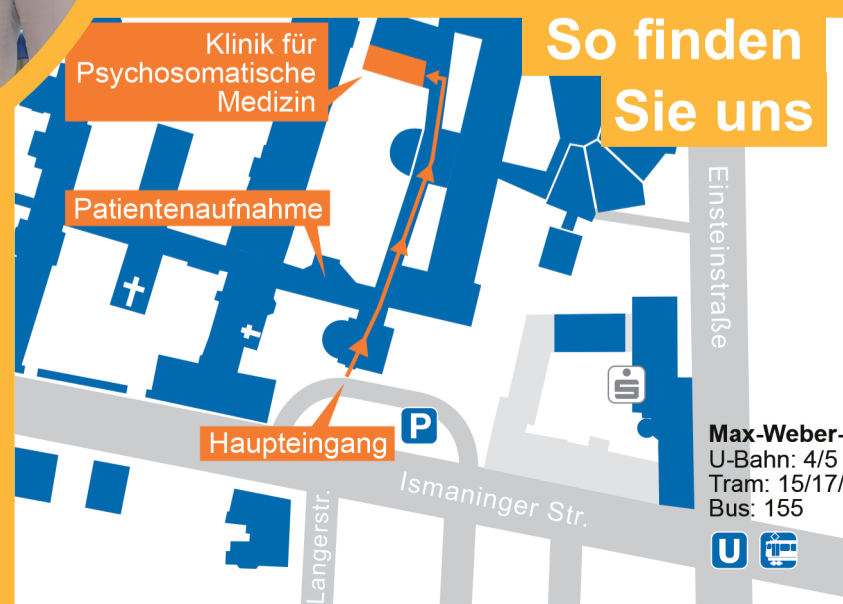 So finden
Sie uns
Klinik für
Psychosomatische
Medizin
Patientenaufnahme
Haupteingang
P
Einsteinstraße
Ismaninger Str.
Langerstr.
Max-Weber-
U-Bahn: 4/5
Tram: 15/17/
Bus: 155
U